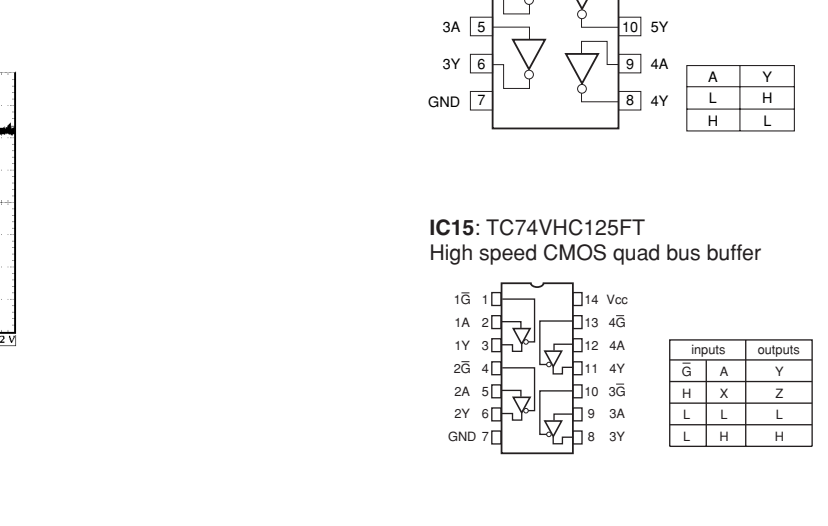 3A 5 10 5Y
3Y 6 9 4A
GND 7 8 4Y
A Y
L H
H L
2 V
IC15: TC74VHC125FT
High speed CMOS quad bus buffer
1G̅ 1 14 Vcc
1A 2 13 4G̅
1Y 3 12 4A
2G̅ 4 11 4Y
2A 5 10 3G̅
2Y 6 9 3A
GND 7 8 3Y
inputs outputs
G̅ A Y
H X Z
L L L
L H H